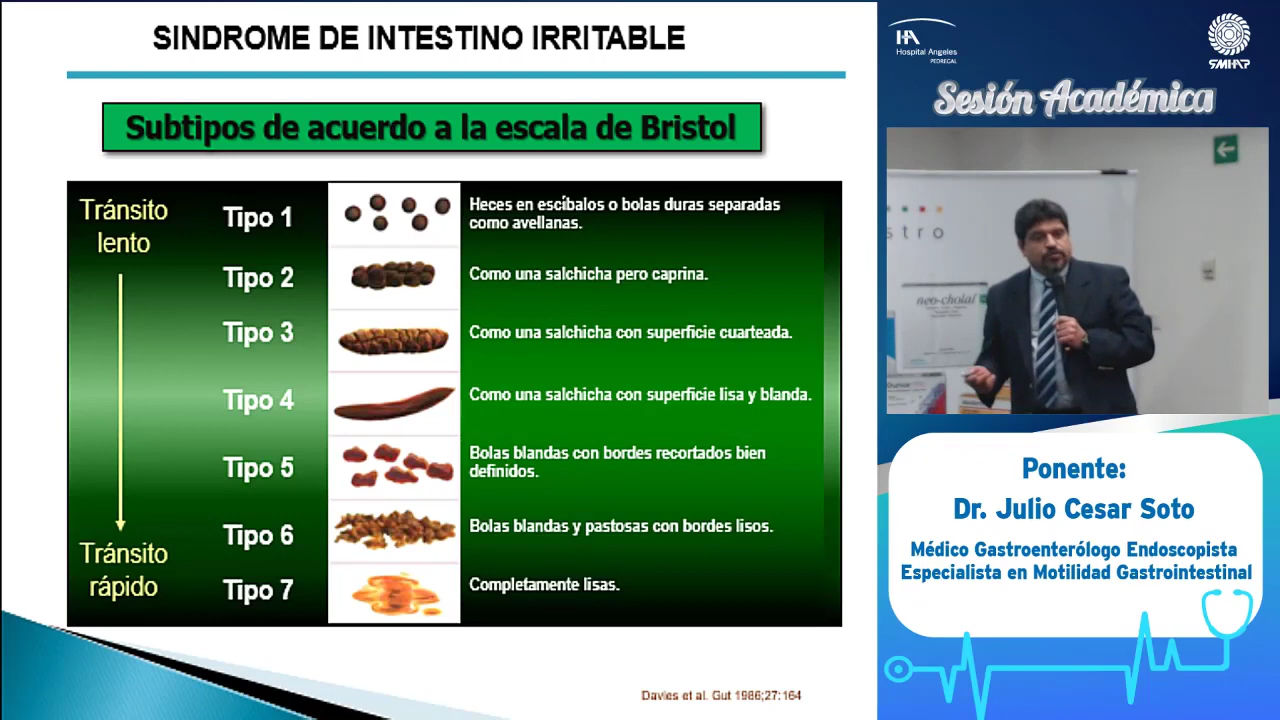 SINDROME DE INTESTINO IRRITABLE
Subtipos de acuerdo a la escala de Bristol
Tránsito
lento
Tránsito
rápido
Tipo 1
Heces en escíbalos o bolas duras separadas
como avellanas.
Tipo 2
Como una salchicha pero caprina.
Tipo 3
Como una salchicha con superficie cuarteada.
Tipo 4
Como una salchicha con superficie lisa y blanda.
Tipo 5
Bolas blandas con bordes recortados bien
definidos.
Tipo 6
Bolas blandas y pastosas con bordes lisos.
Tipo 7
Completamente lisas.
Davies et al. Gut 1986;27:164
HA
Hospital Angeles
PEDREGAL
SMHAP
Sesión Académica
stro
neo-cholal
Ponente:
Dr. Julio Cesar Soto
Médico Gastroenterólogo Endoscopista
Especialista en Motilidad Gastrointestinal